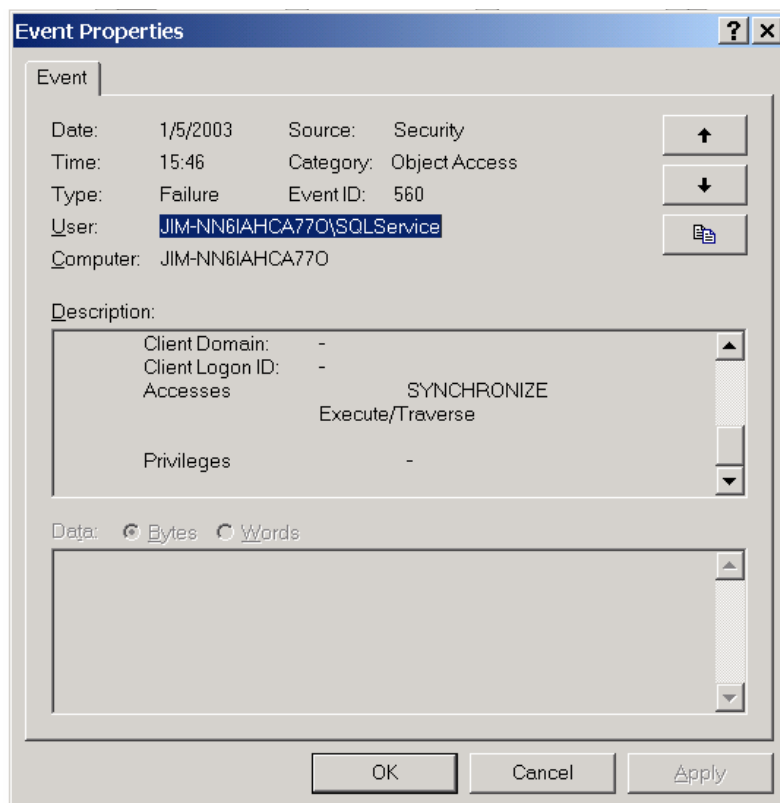 Event Properties
Event
Date: 1/5/2003 Source: Security
Time: 15:46 Category: Object Access
Type: Failure Event ID: 560
User: JIM-NN6IAHCA77O\SQLService
Computer: JIM-NN6IAHCA77O
Description:
Client Domain: -
Client Logon ID: -
Accesses SYNCHRONIZE
Execute/Traverse
Privileges -
Data: Bytes Words
OK Cancel Apply